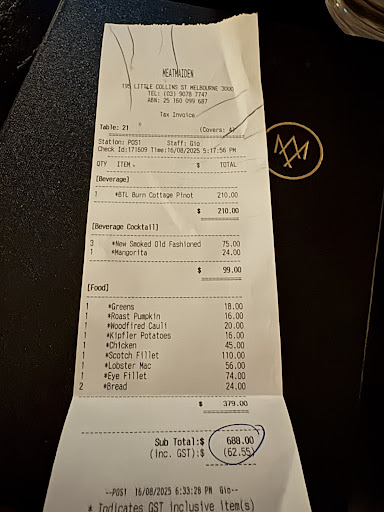 MEATMAIDEN
195 LITTLE COLLINS ST MELBOURNE 3000
TEL: (03) 9078 7747
ABN: 25 160 099 687
Tax Invoice
Table: 21 (Covers: 4)
Station: POS1 Staff: Gio
Check Id:171609 Time:16/08/2025 5:17:56 PM
QTY ITEM $ TOTAL
[Beverage]
1 *BTL Burn Cottage Pinot 210.00
$ 210.00
[Beverage Cocktail]
3 *New Smoked Old Fashioned 75.00
1 *Mangorita 24.00
$ 99.00
[Food]
1 *Greens 18.00
1 *Roast Pumpkin 16.00
1 *Woodfired Cauli 20.00
1 *Kipfler Potatoes 16.00
1 *Chicken 45.00
1 *Scotch Fillet 110.00
1 *Lobster Mac 56.00
1 *Eye Fillet 74.00
2 *Bread 24.00
$ 379.00
Sub Total:$ 688.00
(inc. GST):$ (62.55)
--POS1 16/08/2025 6:33:28 PM Gio--
* Indicates GST inclusive item(s)